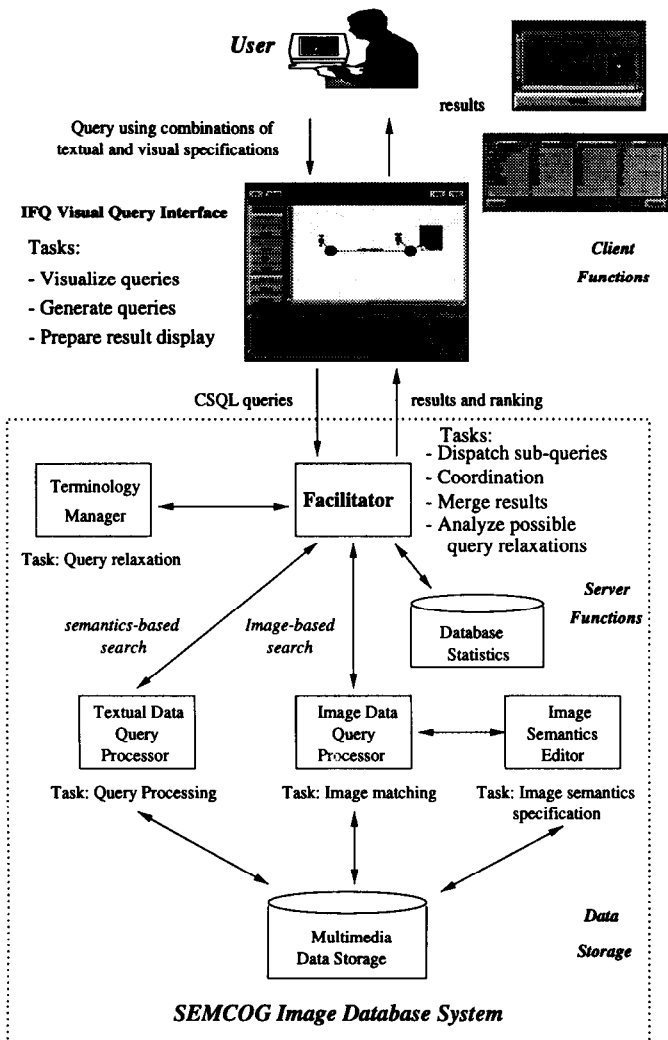 User
results
Query using combinations of
textual and visual specifications
IFQ Visual Query Interface
Tasks:
- Visualize queries
- Generate queries
- Prepare result display
Client
Functions
CSQL queries
results and ranking
Tasks:
- Dispatch sub-queries
- Coordination
- Merge results
- Analyze possible
query relaxations
Terminology
Manager
Facilitator
Task: Query relaxation
Server
Functions
semantics-based
search
Image-based
search
Database
Statistics
Textual Data
Query
Processor
Image Data
Query
Processor
Image
Semantics
Editor
Task: Query Processing
Task: Image matching
Task: Image semantics
specification
Multimedia
Data Storage
Data
Storage
SEMCOG Image Database System